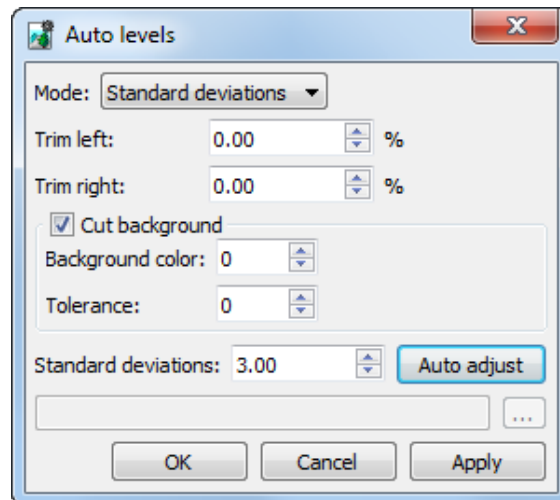 Auto levels
Mode: Standard deviations
Trim left: 0.00 %
Trim right: 0.00 %
Cut background
Background color: 0
Tolerance: 0
Standard deviations: 3.00 Auto adjust
...
OK Cancel Apply